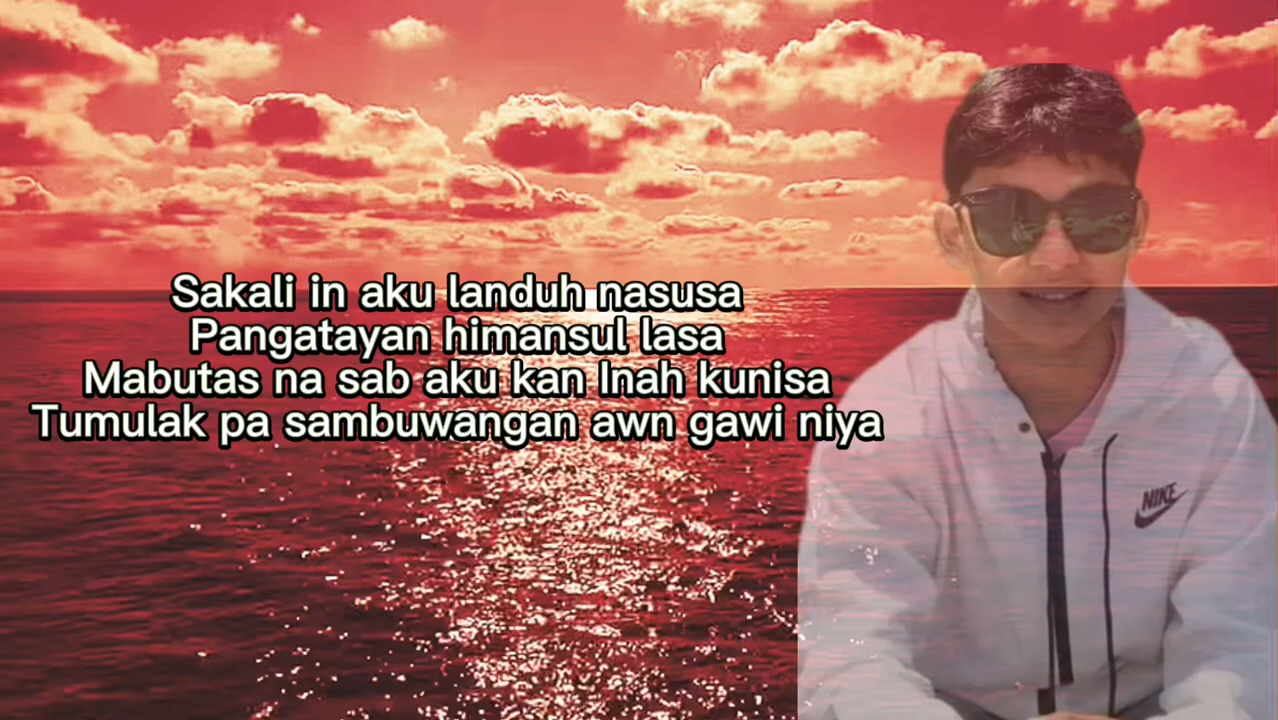 Sakali in aku landuh nasusa
Pangatayan himansul lasa
Mabutas na sab aku kan Inah kunisa
Tumulak pa sambuwangan awn gawi niya
NIKE